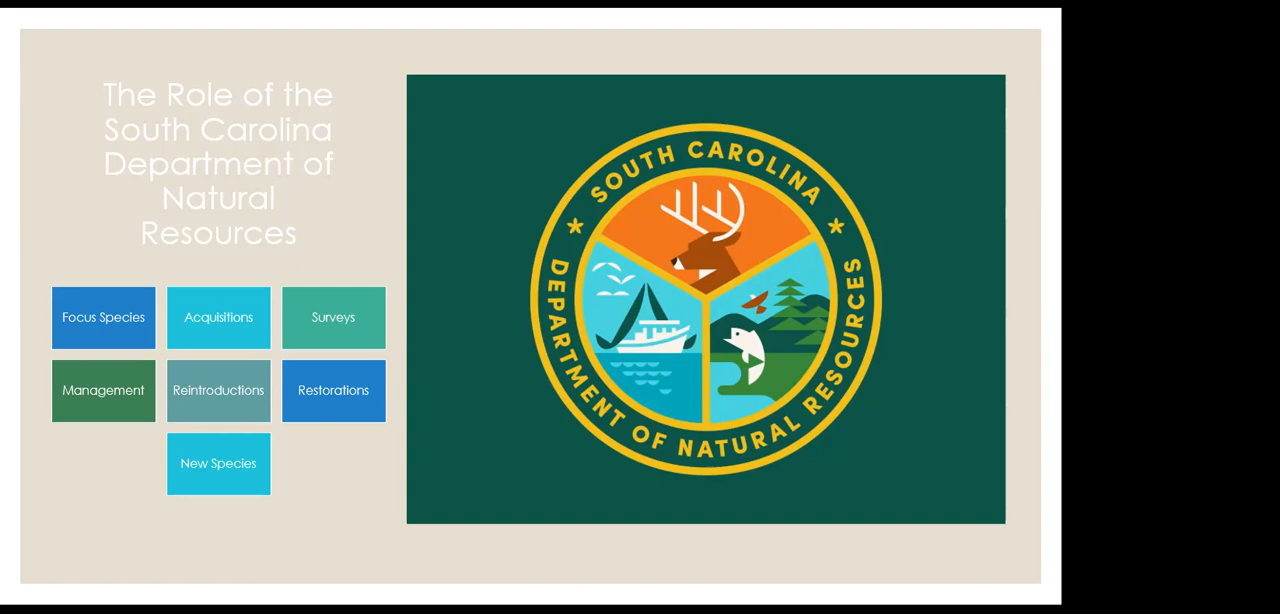 The Role of the
South Carolina
Department of
Natural
Resources
Focus Species
Acquisitions
Surveys
Management
Reintroductions
Restorations
New Species
SOUTH CAROLINA
DEPARTMENT OF NATURAL RESOURCES